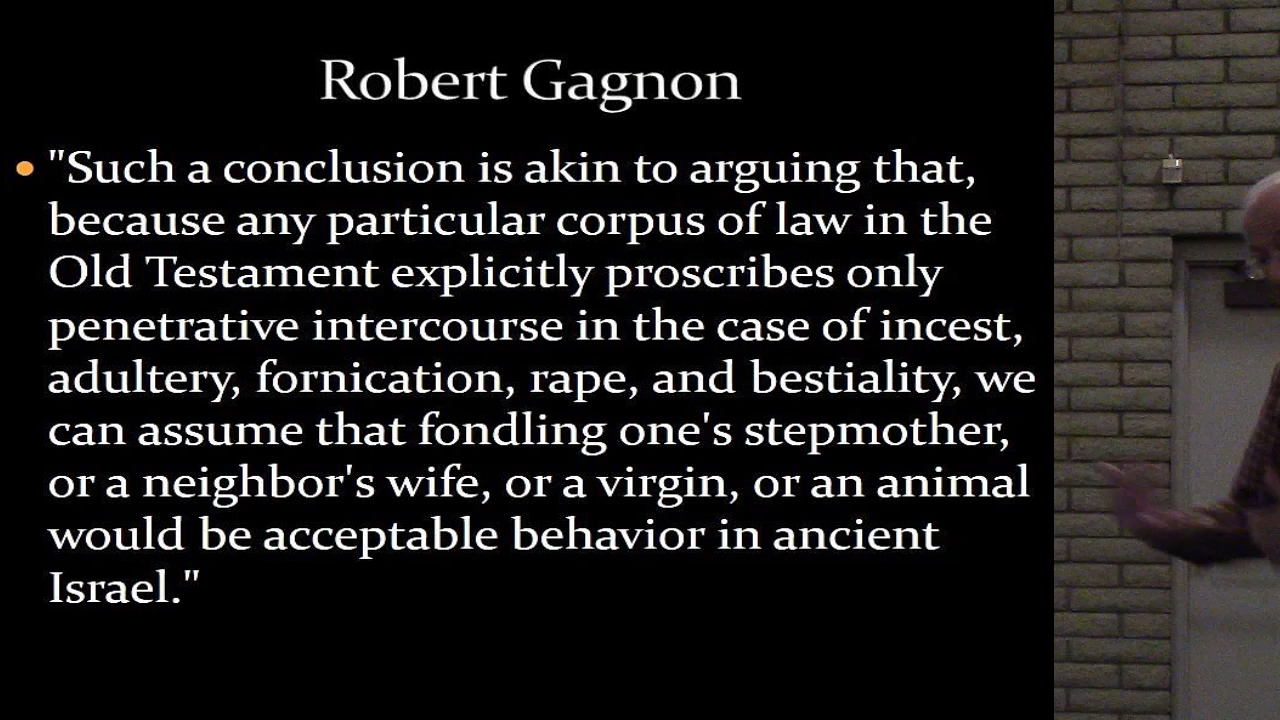 Robert Gagnon
• "Such a conclusion is akin to arguing that,
because any particular corpus of law in the
Old Testament explicitly proscribes only
penetrative intercourse in the case of incest,
adultery, fornication, rape, and bestiality, we
can assume that fondling one's stepmother,
or a neighbor's wife, or a virgin, or an animal
would be acceptable behavior in ancient
Israel."